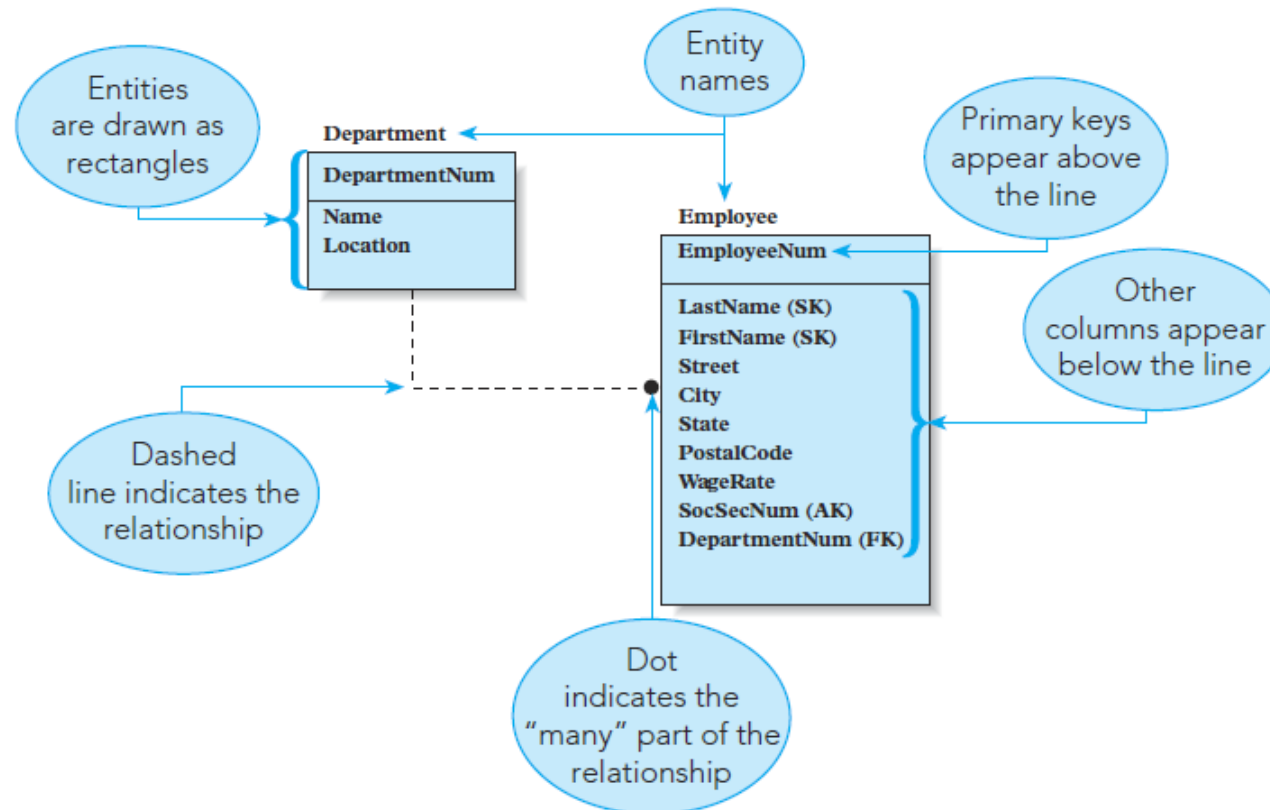 Entity
names
Entities
are drawn as
rectangles
Primary keys
appear above
the line
Department
DepartmentNum
Name
Location
Employee
EmployeeNum
LastName (SK)
FirstName (SK)
Street
City
State
PostalCode
WageRate
SocSecNum (AK)
DepartmentNum (FK)
Other
columns appear
below the line
Dashed
line indicates the
relationship
Dot
indicates the
“many” part of the
relationship